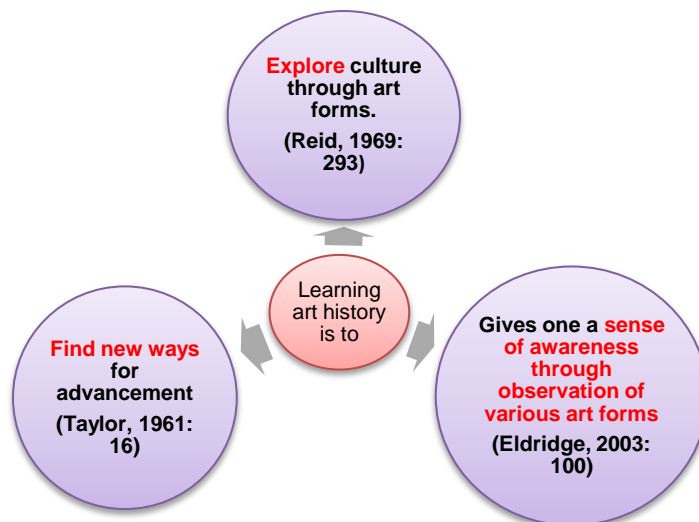 Explore culture
through art
forms.
(Reid, 1969:
293)
Learning
art history
is to
Find new ways
for
advancement
(Taylor, 1961:
16)
Gives one a sense
of awareness
through
observation of
various art forms
(Eldridge, 2003:
100)